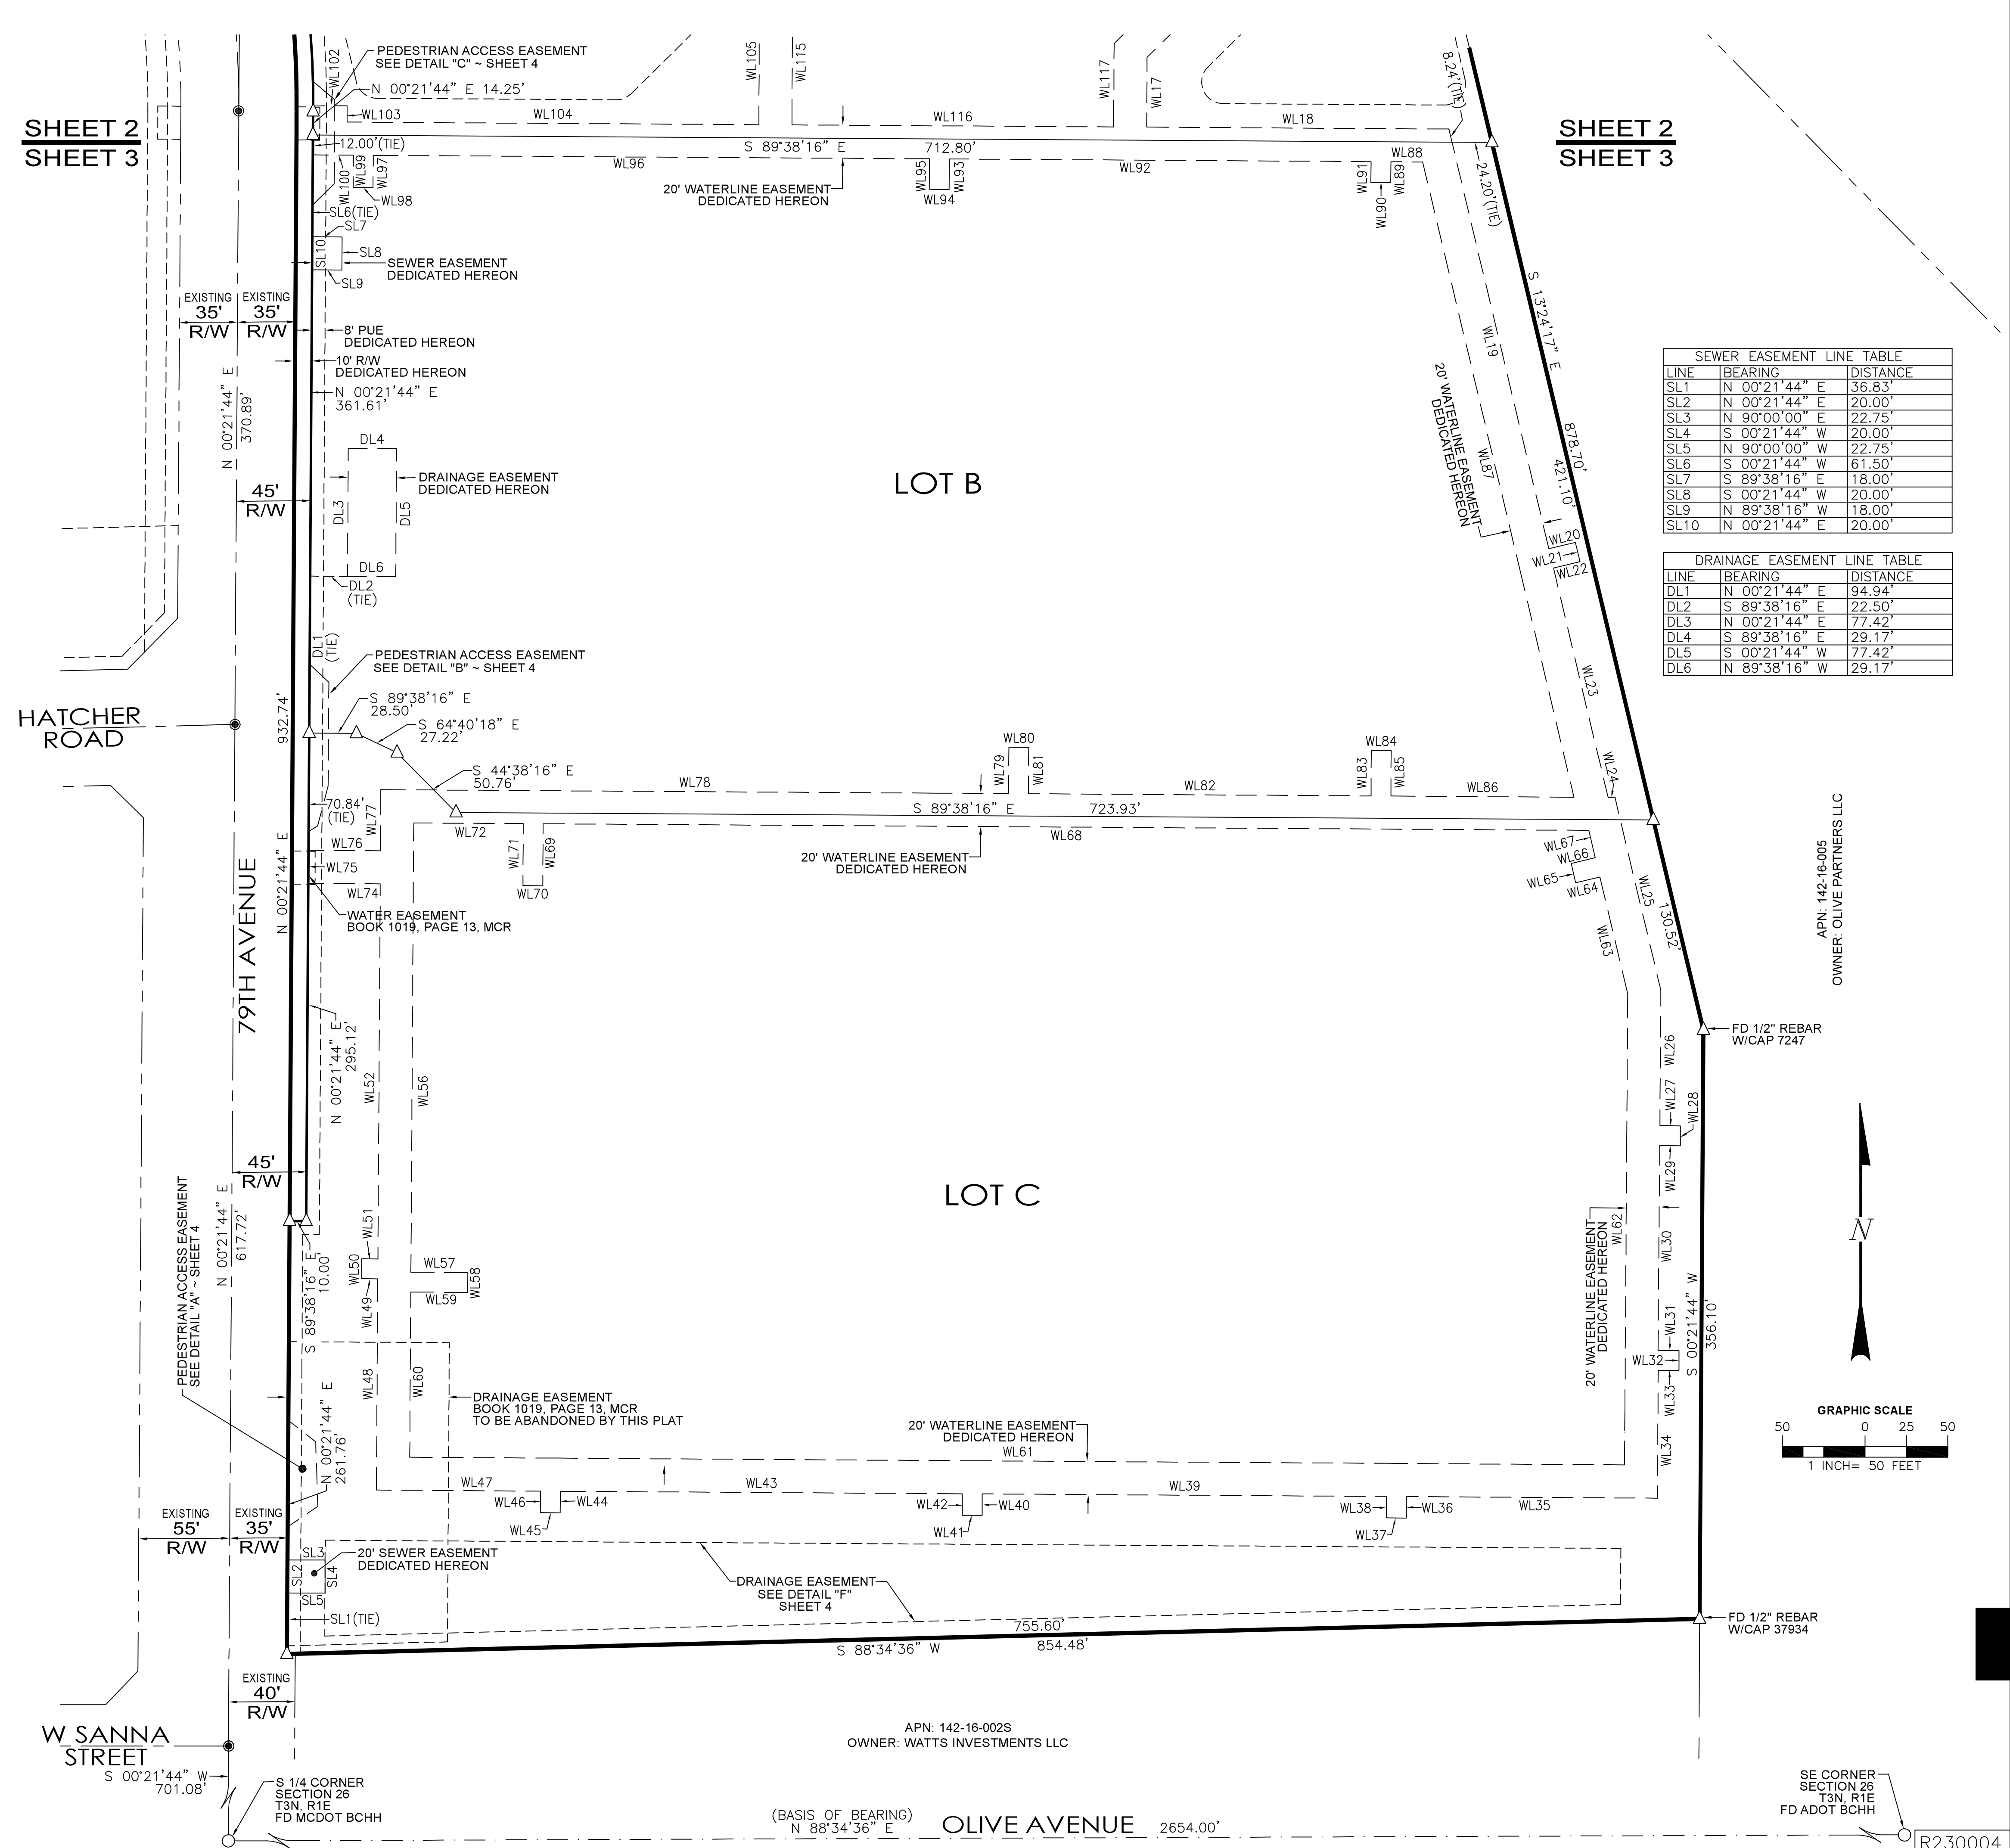 WL102
PEDESTRIAN ACCESS EASEMENT
SEE DETAIL "C" ~ SHEET 4
N 00°21'44" E 14.25'
WL105
WL115
WL117
WL17
8.24'(TIE)
SHEET 2
SHEET 3
SHEET 2
SHEET 3
WL103
WL104
WL116
WL18
12.00'(TIE)
S 89°38'16" E 712.80'
WL100
WL99
WL97
WL98
WL96
20' WATERLINE EASEMENT
DEDICATED HEREON
WL95
WL93
WL94
WL92
WL91
WL89
WL90
WL88
24.20'(TIE)
SL6(TIE)
SL7
SL10
SL8
SL9
SEWER EASEMENT
DEDICATED HEREON
EXISTING
35'
R/W
EXISTING
35'
R/W
8' PUE
DEDICATED HEREON
10' R/W
DEDICATED HEREON
N 00°21'44" E
361.61'
N 00°21'44" E
370.89'
DL4
DL3
DL5
DL6
DRAINAGE EASEMENT
DEDICATED HEREON
45'
R/W
DL2
(TIE)
DL1
(TIE)
LOT B
S 13°24'17" E
878.70'
421.10'
WL19
20' WATERLINE EASEMENT
DEDICATED HEREON
WL87
WL20
WL21
WL22
WL23
WL24
SEWER EASEMENT LINE TABLE
LINE BEARING DISTANCE
SL1 N 00°21'44" E 36.83'
SL2 N 00°21'44" E 20.00'
SL3 N 90°00'00" E 22.75'
SL4 S 00°21'44" W 20.00'
SL5 N 90°00'00" W 22.75'
SL6 S 00°21'44" W 61.50'
SL7 S 89°38'16" E 18.00'
SL8 S 00°21'44" W 20.00'
SL9 N 89°38'16" W 18.00'
SL10 N 00°21'44" E 20.00'
DRAINAGE EASEMENT LINE TABLE
LINE BEARING DISTANCE
DL1 N 00°21'44" E 94.94'
DL2 S 89°38'16" E 22.50'
DL3 N 00°21'44" E 77.42'
DL4 S 89°38'16" E 29.17'
DL5 S 00°21'44" W 77.42'
DL6 N 89°38'16" W 29.17'
PEDESTRIAN ACCESS EASEMENT
SEE DETAIL "B" ~ SHEET 4
HATCHER
ROAD
932.74'
N 00°21'44" E
S 89°38'16" E
28.50'
S 64°40'18" E
27.22'
S 44°38'16" E
50.76'
WL78
WL79
WL80
WL81
WL82
WL83
WL84
WL85
WL86
S 89°38'16" E 723.93'
70.84'
(TIE)
WL77
WL76
WL75
WL74
WL72
WL71
WL69
WL70
WL68
20' WATERLINE EASEMENT
DEDICATED HEREON
WL67
WL66
WL65
WL64
WL63
WL25
130.52'
WATER EASEMENT
BOOK 1019, PAGE 13, MCR
79TH AVENUE
APN: 142-16-005
OWNER: OLIVE PARTNERS LLC
FD 1/2" REBAR
W/CAP 7247
N 00°21'44" E
295.12'
WL52
WL56
WL26
WL27
WL28
WL29
LOT C
45'
R/W
N 00°21'44" E
617.72'
PEDESTRIAN ACCESS EASEMENT
SEE DETAIL "A" ~ SHEET 4
S 89°38'16" E
10.00'
WL51
WL50
WL49
WL57
WL58
WL59
WL62
20' WATERLINE EASEMENT
DEDICATED HEREON
WL30
WL31
WL32
WL33
WL34
S 00°21'44" W
356.10'
N
WL48
WL60
DRAINAGE EASEMENT
BOOK 1019, PAGE 13, MCR
TO BE ABANDONED BY THIS PLAT
N 00°21'44" E
261.76'
20' WATERLINE EASEMENT
DEDICATED HEREON
WL61
GRAPHIC SCALE
50 0 25 50
1 INCH= 50 FEET
WL47
WL46
WL44
WL45
WL43
WL42
WL40
WL41
WL39
WL38
WL36
WL37
WL35
EXISTING
55'
R/W
EXISTING
35'
R/W
SL3
SL2
SL4
SL5
20' SEWER EASEMENT
DEDICATED HEREON
SL1(TIE)
DRAINAGE EASEMENT
SEE DETAIL "F"
SHEET 4
755.60'
S 88°34'36" W 854.48'
FD 1/2" REBAR
W/CAP 37934
EXISTING
40'
R/W
W SANNA
STREET
S 00°21'44" W
701.08'
APN: 142-16-002S
OWNER: WATTS INVESTMENTS LLC
S 1/4 CORNER
SECTION 26
T3N, R1E
FD MCDOT BCHH
(BASIS OF BEARING)
N 88°34'36" E OLIVE AVENUE 2654.00'
SE CORNER
SECTION 26
T3N, R1E
FD ADOT BCHH
R230004